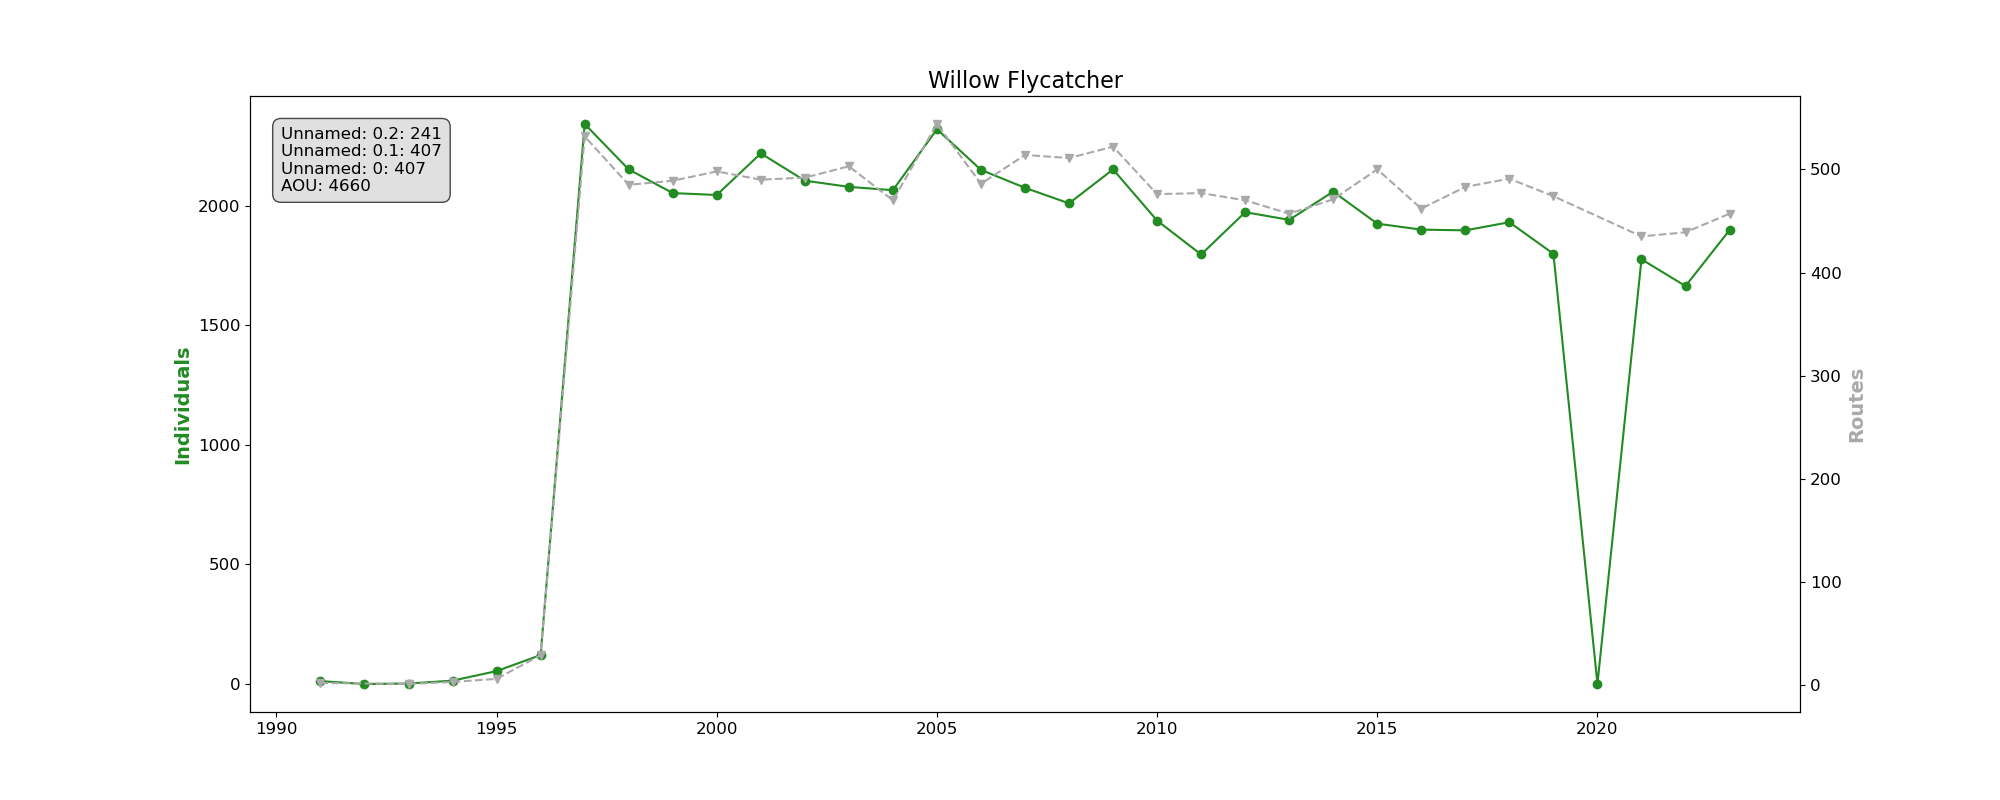 Willow Flycatcher
Unnamed: 0.2: 241
Unnamed: 0.1: 407
Unnamed: 0: 407
AOU: 4660
2000
1500
1000
500
0
Individuals
500
400
300
200
100
0
Routes
1990
1995
2000
2005
2010
2015
2020